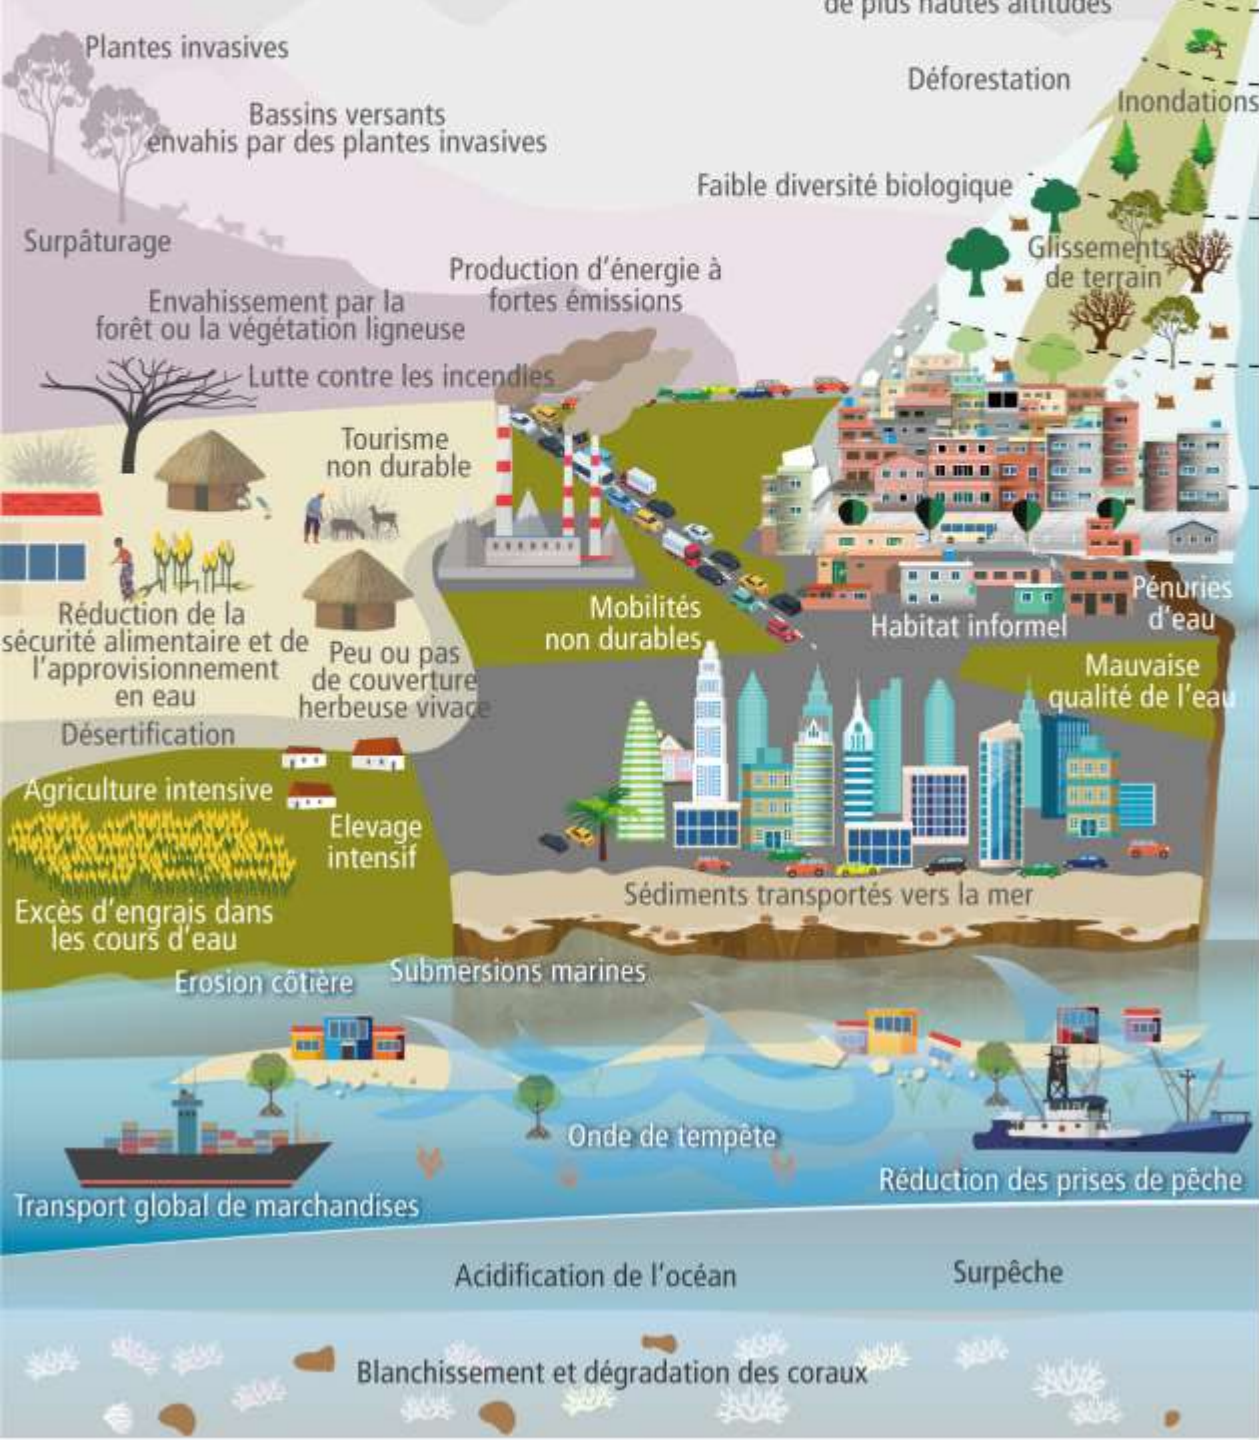 de plus hautes altitudes
Plantes invasives
Déforestation
Inondations
Bassins versants
envahis par des plantes invasives
Faible diversité biologique
Surpâturage
Glissements
de terrain
Production d'énergie à
fortes émissions
Envahissement par la
forêt ou la végétation ligneuse
Lutte contre les incendies
Tourisme
non durable
Réduction de la
sécurité alimentaire et de
l'approvisionnement
en eau
Peu ou pas
de couverture
herbeuse vivace
Mobilités
non durables
Habitat informel
Pénuries
d'eau
Mauvaise
qualité de l'eau
Désertification
Agriculture intensive
Elevage
intensif
Excès d'engrais dans
les cours d'eau
Sédiments transportés vers la mer
Erosion côtière
Submersions marines
Onde de tempête
Réduction des prises de pêche
Transport global de marchandises
Acidification de l'océan
Surpêche
Blanchissement et dégradation des coraux